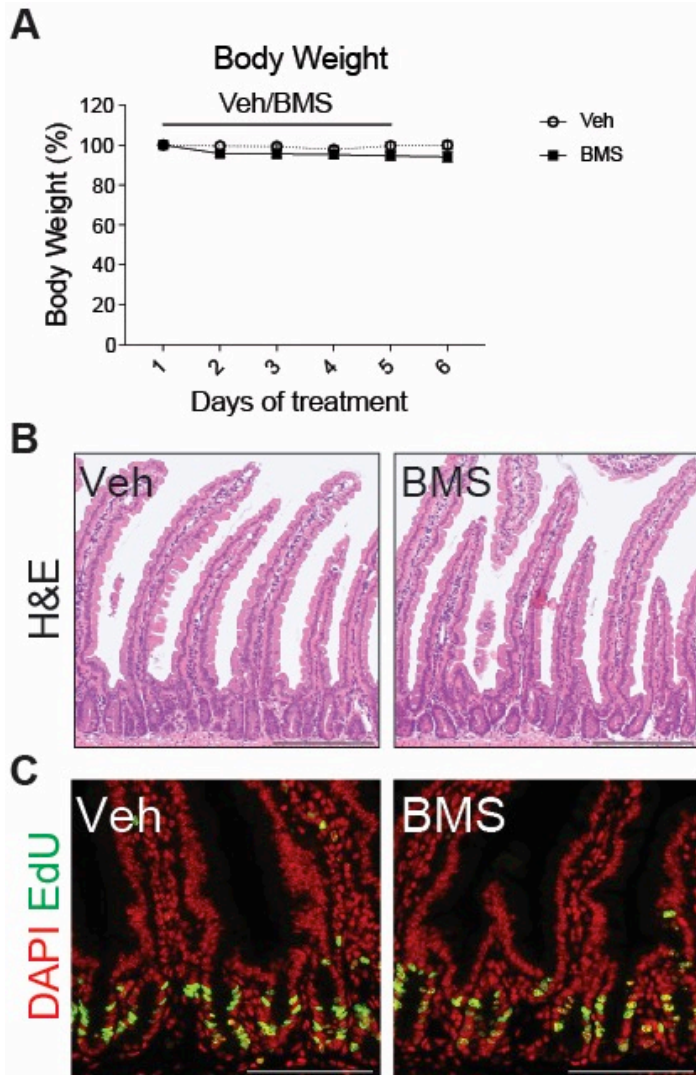 A
Body Weight
Veh/BMS
Veh
BMS
Body Weight (%)
120
100
80
60
40
20
0
1 2 3 4 5 6
Days of treatment
B
H&E
Veh
BMS
C
DAPI EdU
Veh
BMS